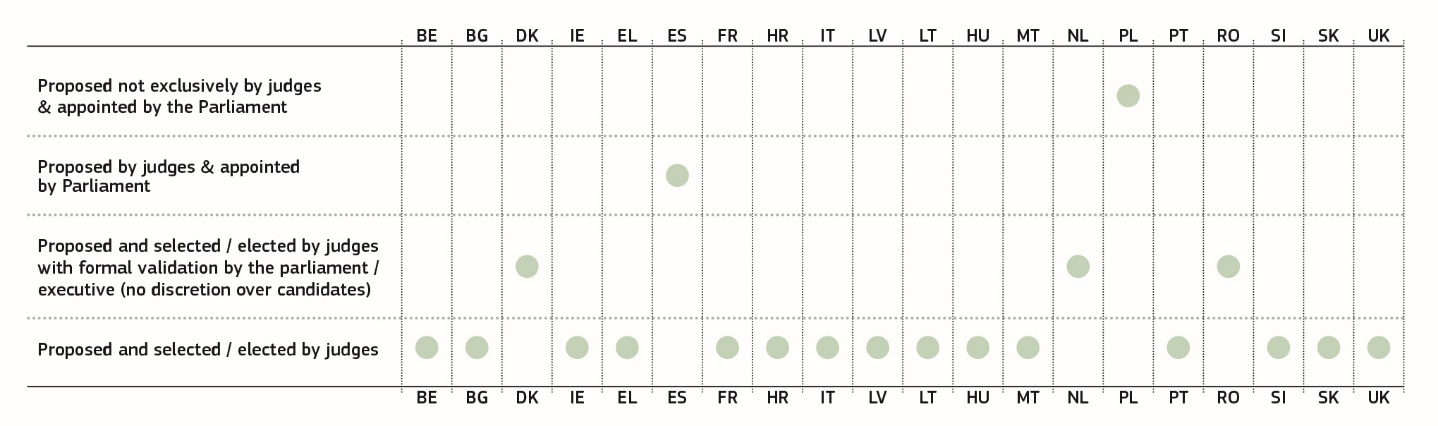 BE BG DK IE EL ES FR HR IT LV LT HU MT NL PL PT RO SI SK UK
Proposed not exclusively by judges
& appointed by the Parliament
Proposed by judges & appointed
by Parliament
Proposed and selected / elected by judges
with formal validation by the parliament /
executive (no discretion over candidates)
Proposed and selected / elected by judges
BE BG DK IE EL ES FR HR IT LV LT HU MT NL PL PT RO SI SK UK